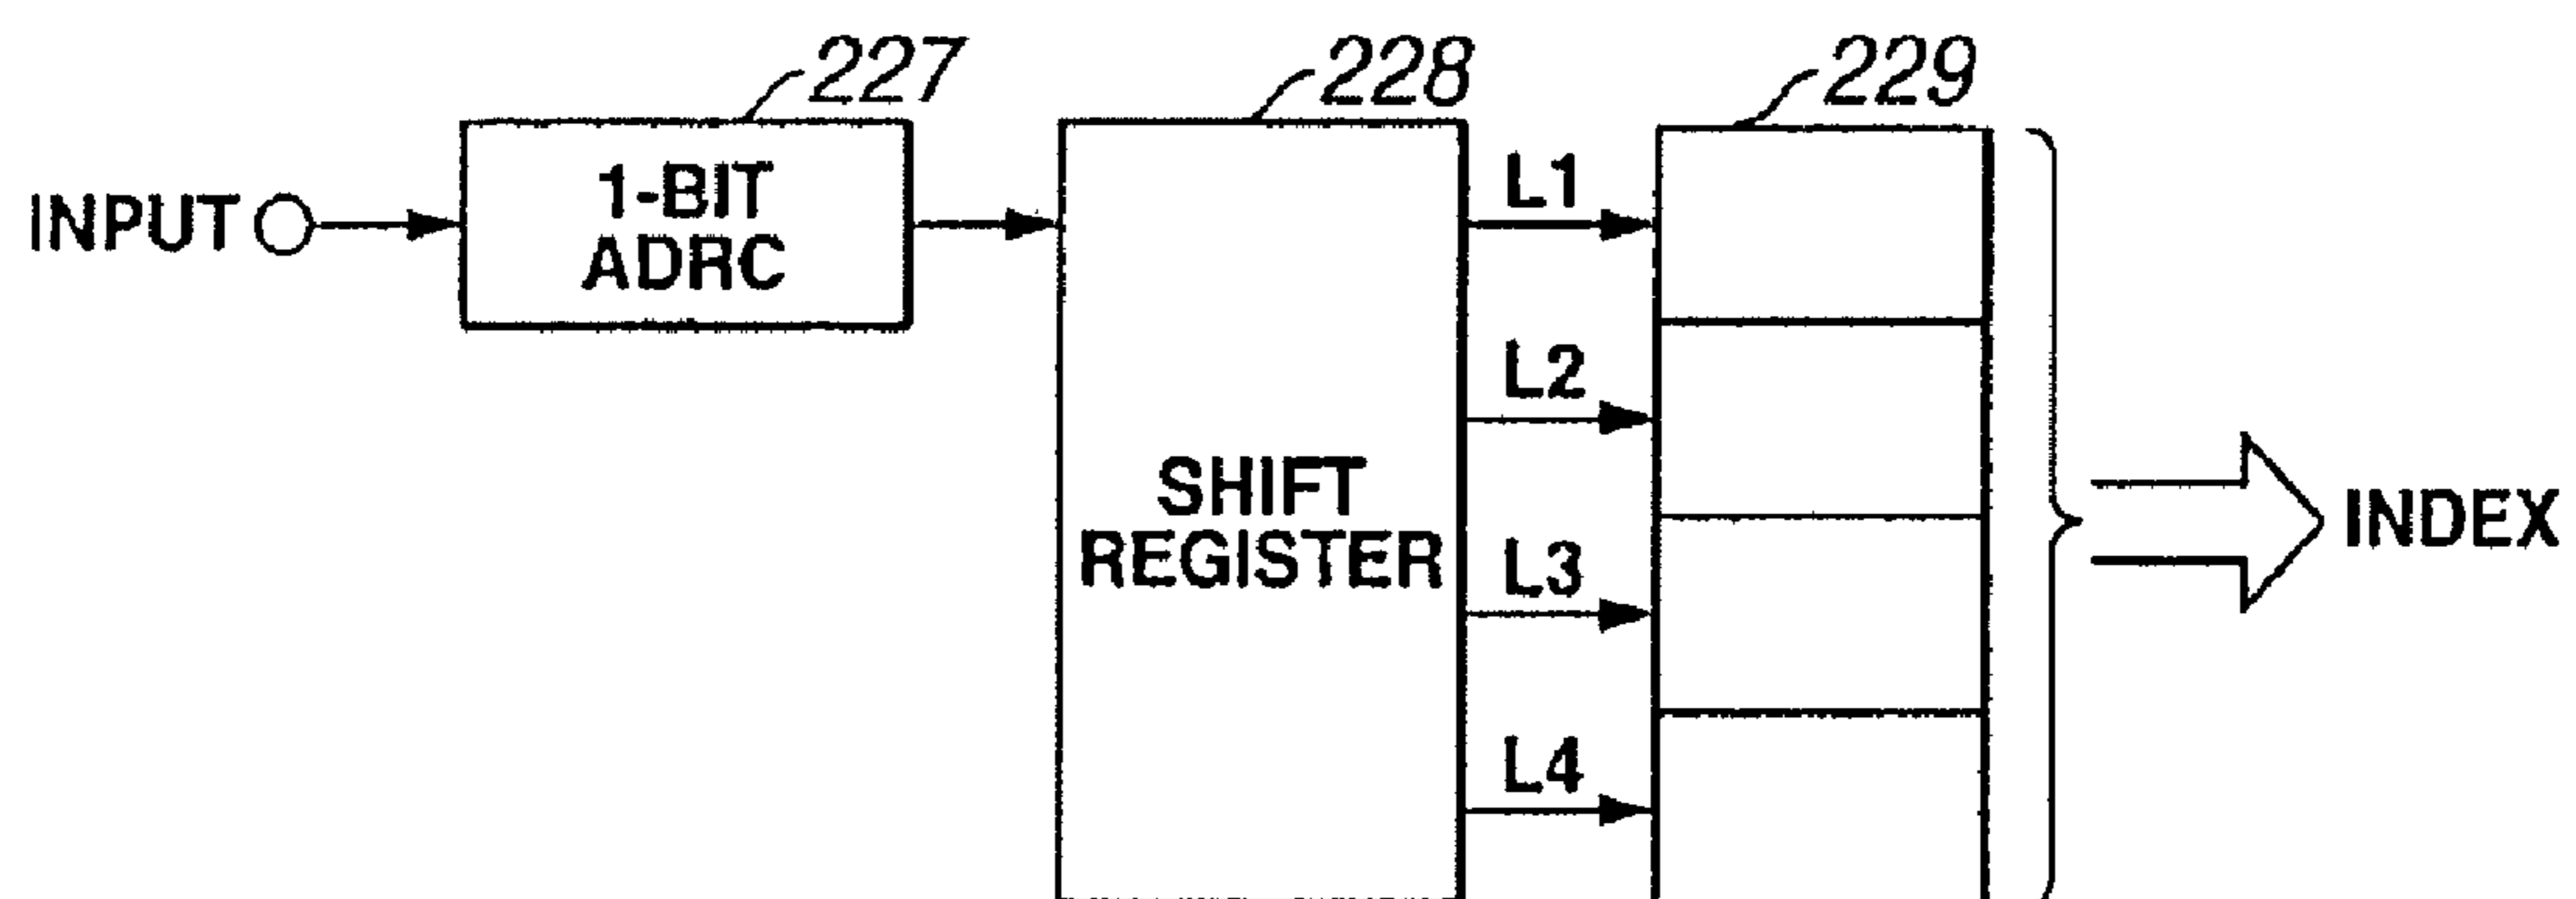 227
228
229
INPUT
1-BIT
ADRC
L1
L2
SHIFT
REGISTER
L3
L4
INDEX